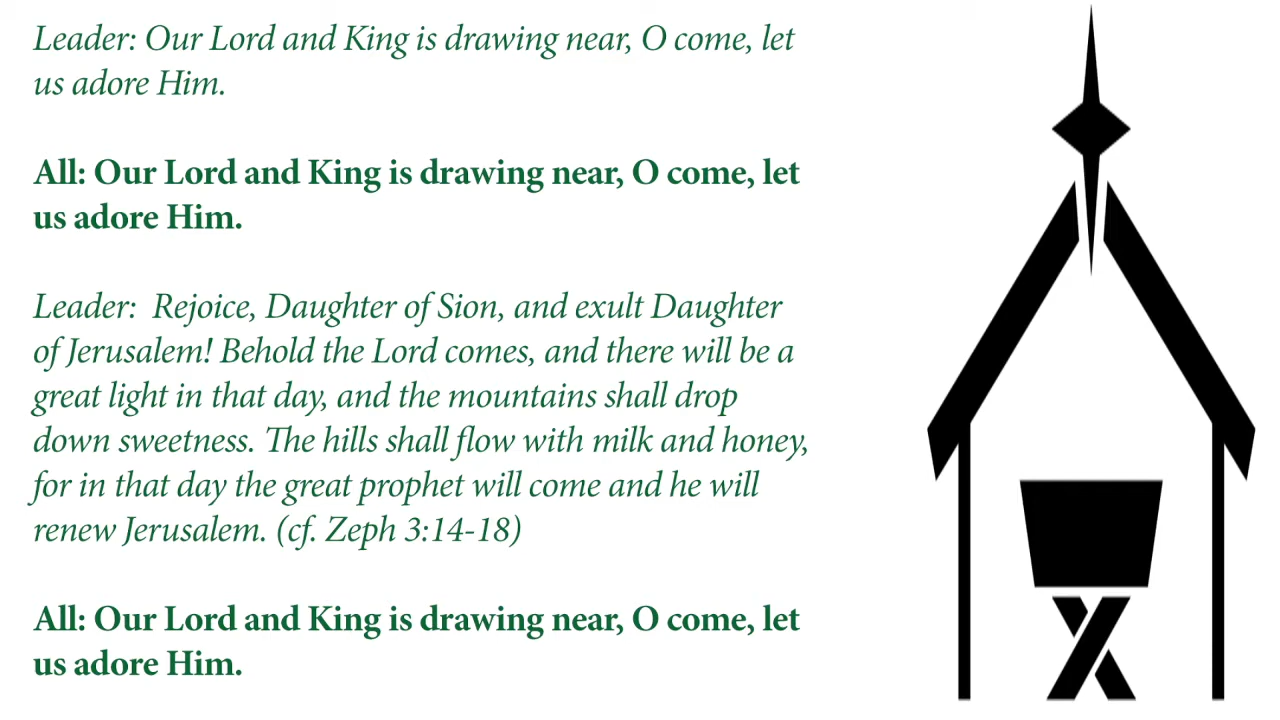 Leader: Our Lord and King is drawing near, O come, let
us adore Him.
All: Our Lord and King is drawing near, O come, let
us adore Him.
Leader:  Rejoice, Daughter of Sion, and exult Daughter
of Jerusalem! Behold the Lord comes, and there will be a
great light in that day, and the mountains shall drop
down sweetness. The hills shall flow with milk and honey,
for in that day the great prophet will come and he will
renew Jerusalem. (cf. Zeph 3:14-18)
All: Our Lord and King is drawing near, O come, let
us adore Him.